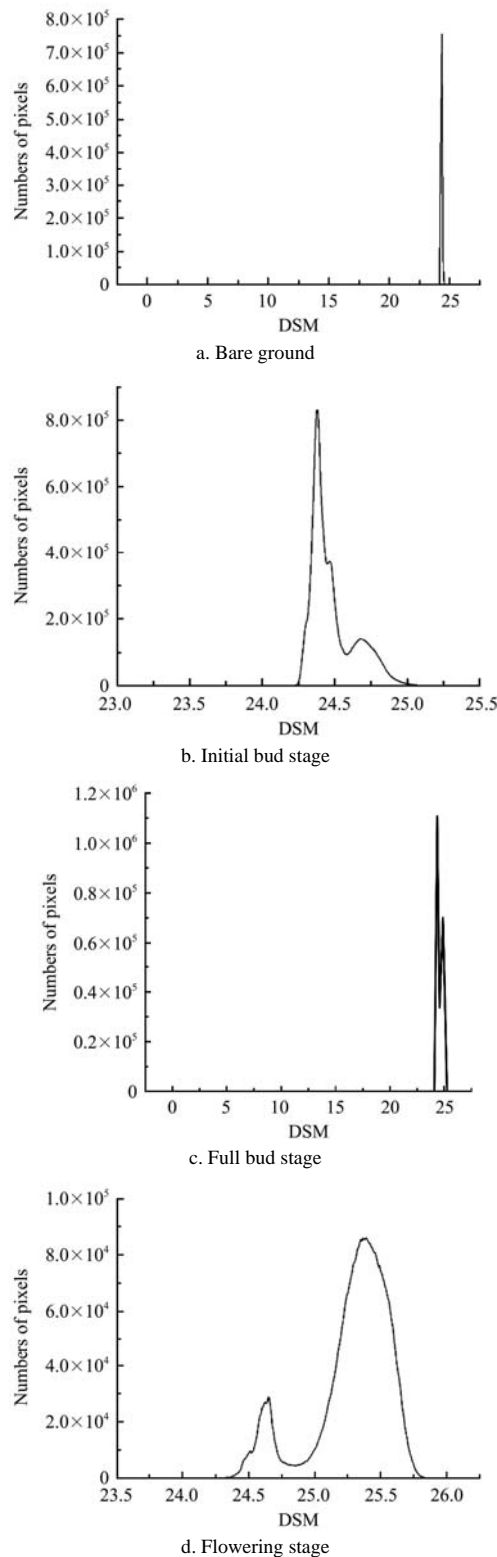 8.0×10⁵
7.0×10⁵
6.0×10⁵
5.0×10⁵
4.0×10⁵
3.0×10⁵
2.0×10⁵
1.0×10⁵
0
Numbers of pixels
0 5 10 15 20 25
DSM
a. Bare ground
8.0×10⁵
6.0×10⁵
4.0×10⁵
2.0×10⁵
0
Numbers of pixels
23.0 23.5 24.0 24.5 25.0 25.5
DSM
b. Initial bud stage
1.2×10⁶
1.0×10⁶
0.8×10⁵
0.6×10⁵
0.4×10⁵
0.2×10⁵
0
Numbers of pixels
0 5 10 15 20 25
DSM
c. Full bud stage
1.0×10⁵
8.0×10⁴
6.0×10⁴
4.0×10⁴
2.0×10⁴
0
Numbers of pixels
23.5 24.0 24.5 25.0 25.5 26.0
DSM
d. Flowering stage